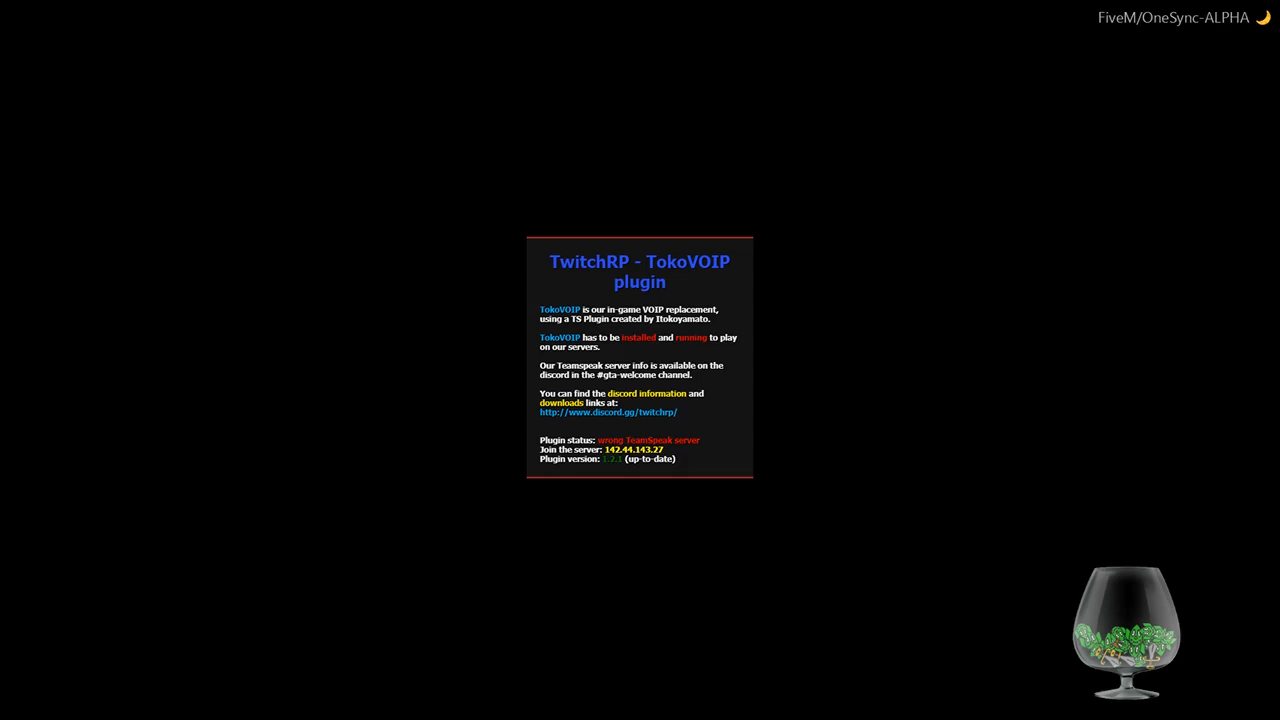 FiveM/OneSync-ALPHA 🌙
TwitchRP - TokoVOIP
plugin
TokoVOIP is our in-game VOIP replacement,
using a TS Plugin created by Itokoyamato.
TokoVOIP has to be installed and running to play
on our servers.
Our Teamspeak server info is available on the
discord in the #gta-welcome channel.
You can find the discord information and
downloads links at:
http://www.discord.gg/twitchrp/
Plugin status: wrong TeamSpeak server
Join the server: 142.44.143.27
Plugin version: 1.2.1 (up-to-date)